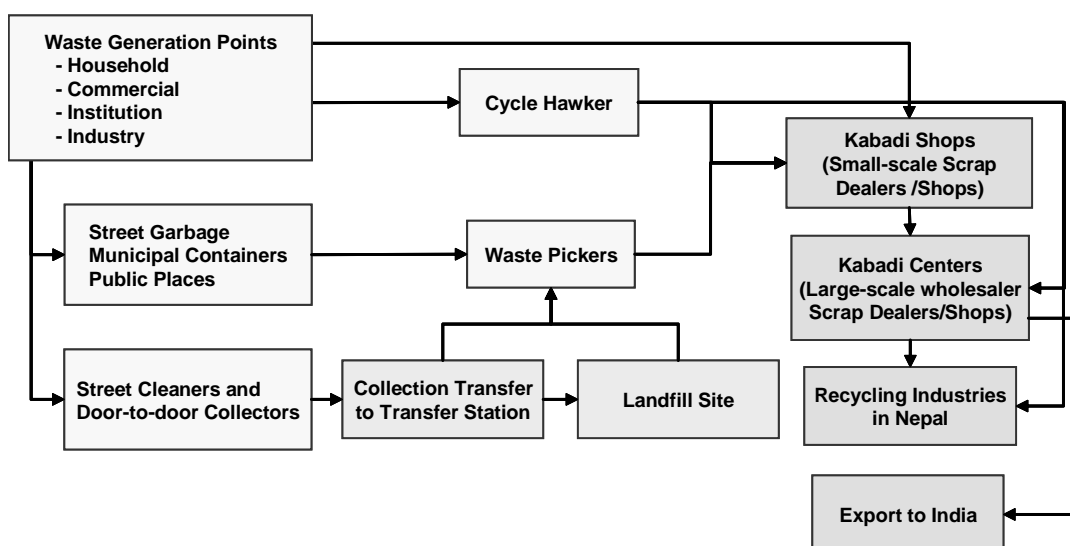 Waste Generation Points
- Household
- Commercial
- Institution
- Industry
Cycle Hawker
Kabadi Shops
(Small-scale Scrap
Dealers /Shops)
Street Garbage
Municipal Containers
Public Places
Waste Pickers
Kabadi Centers
(Large-scale wholesaler
Scrap Dealers/Shops)
Street Cleaners and
Door-to-door Collectors
Collection Transfer
to Transfer Station
Landfill Site
Recycling Industries
in Nepal
Export to India